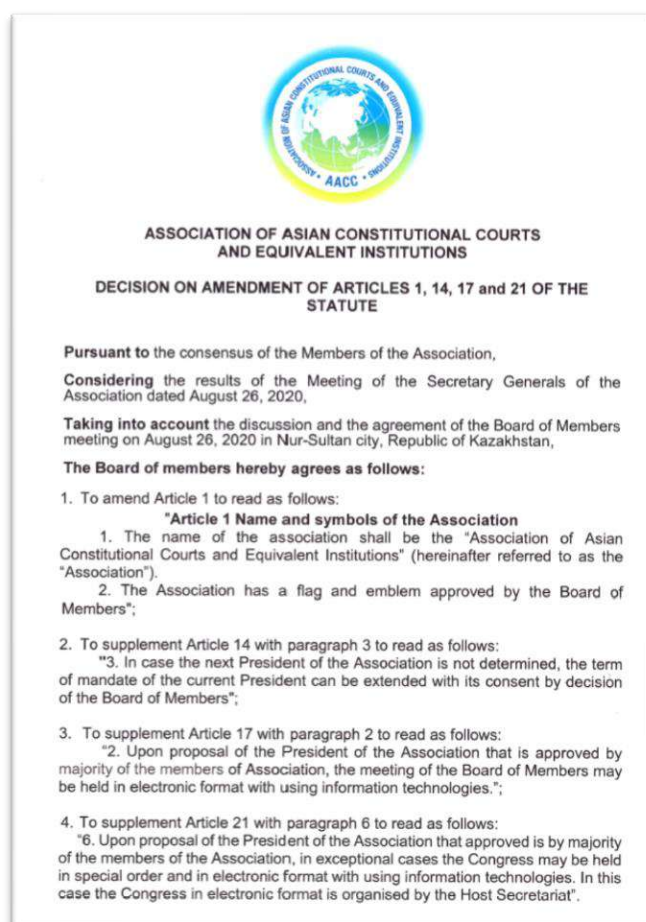 ASSOCIATION OF ASIAN CONSTITUTIONAL COURTS AND EQUIVALENT INSTITUTIONS
• AACC •
ASSOCIATION OF ASIAN CONSTITUTIONAL COURTS
AND EQUIVALENT INSTITUTIONS
DECISION ON AMENDMENT OF ARTICLES 1, 14, 17 and 21 OF THE
STATUTE
Pursuant to the consensus of the Members of the Association,
Considering the results of the Meeting of the Secretary Generals of the
Association dated August 26, 2020,
Taking into account the discussion and the agreement of the Board of Members
meeting on August 26, 2020 in Nur-Sultan city, Republic of Kazakhstan,
The Board of members hereby agrees as follows:
1. To amend Article 1 to read as follows:
"Article 1 Name and symbols of the Association
1. The name of the association shall be the "Association of Asian
Constitutional Courts and Equivalent Institutions" (hereinafter referred to as the
"Association").
2. The Association has a flag and emblem approved by the Board of
Members";
2. To supplement Article 14 with paragraph 3 to read as follows:
"3. In case the next President of the Association is not determined, the term
of mandate of the current President can be extended with its consent by decision
of the Board of Members";
3. To supplement Article 17 with paragraph 2 to read as follows:
"2. Upon proposal of the President of the Association that is approved by
majority of the members of Association, the meeting of the Board of Members may
be held in electronic format with using information technologies.";
4. To supplement Article 21 with paragraph 6 to read as follows:
"6. Upon proposal of the President of the Association that approved is by majority
of the members of the Association, in exceptional cases the Congress may be held
in special order and in electronic format with using information technologies. In this
case the Congress in electronic format is organised by the Host Secretariat".